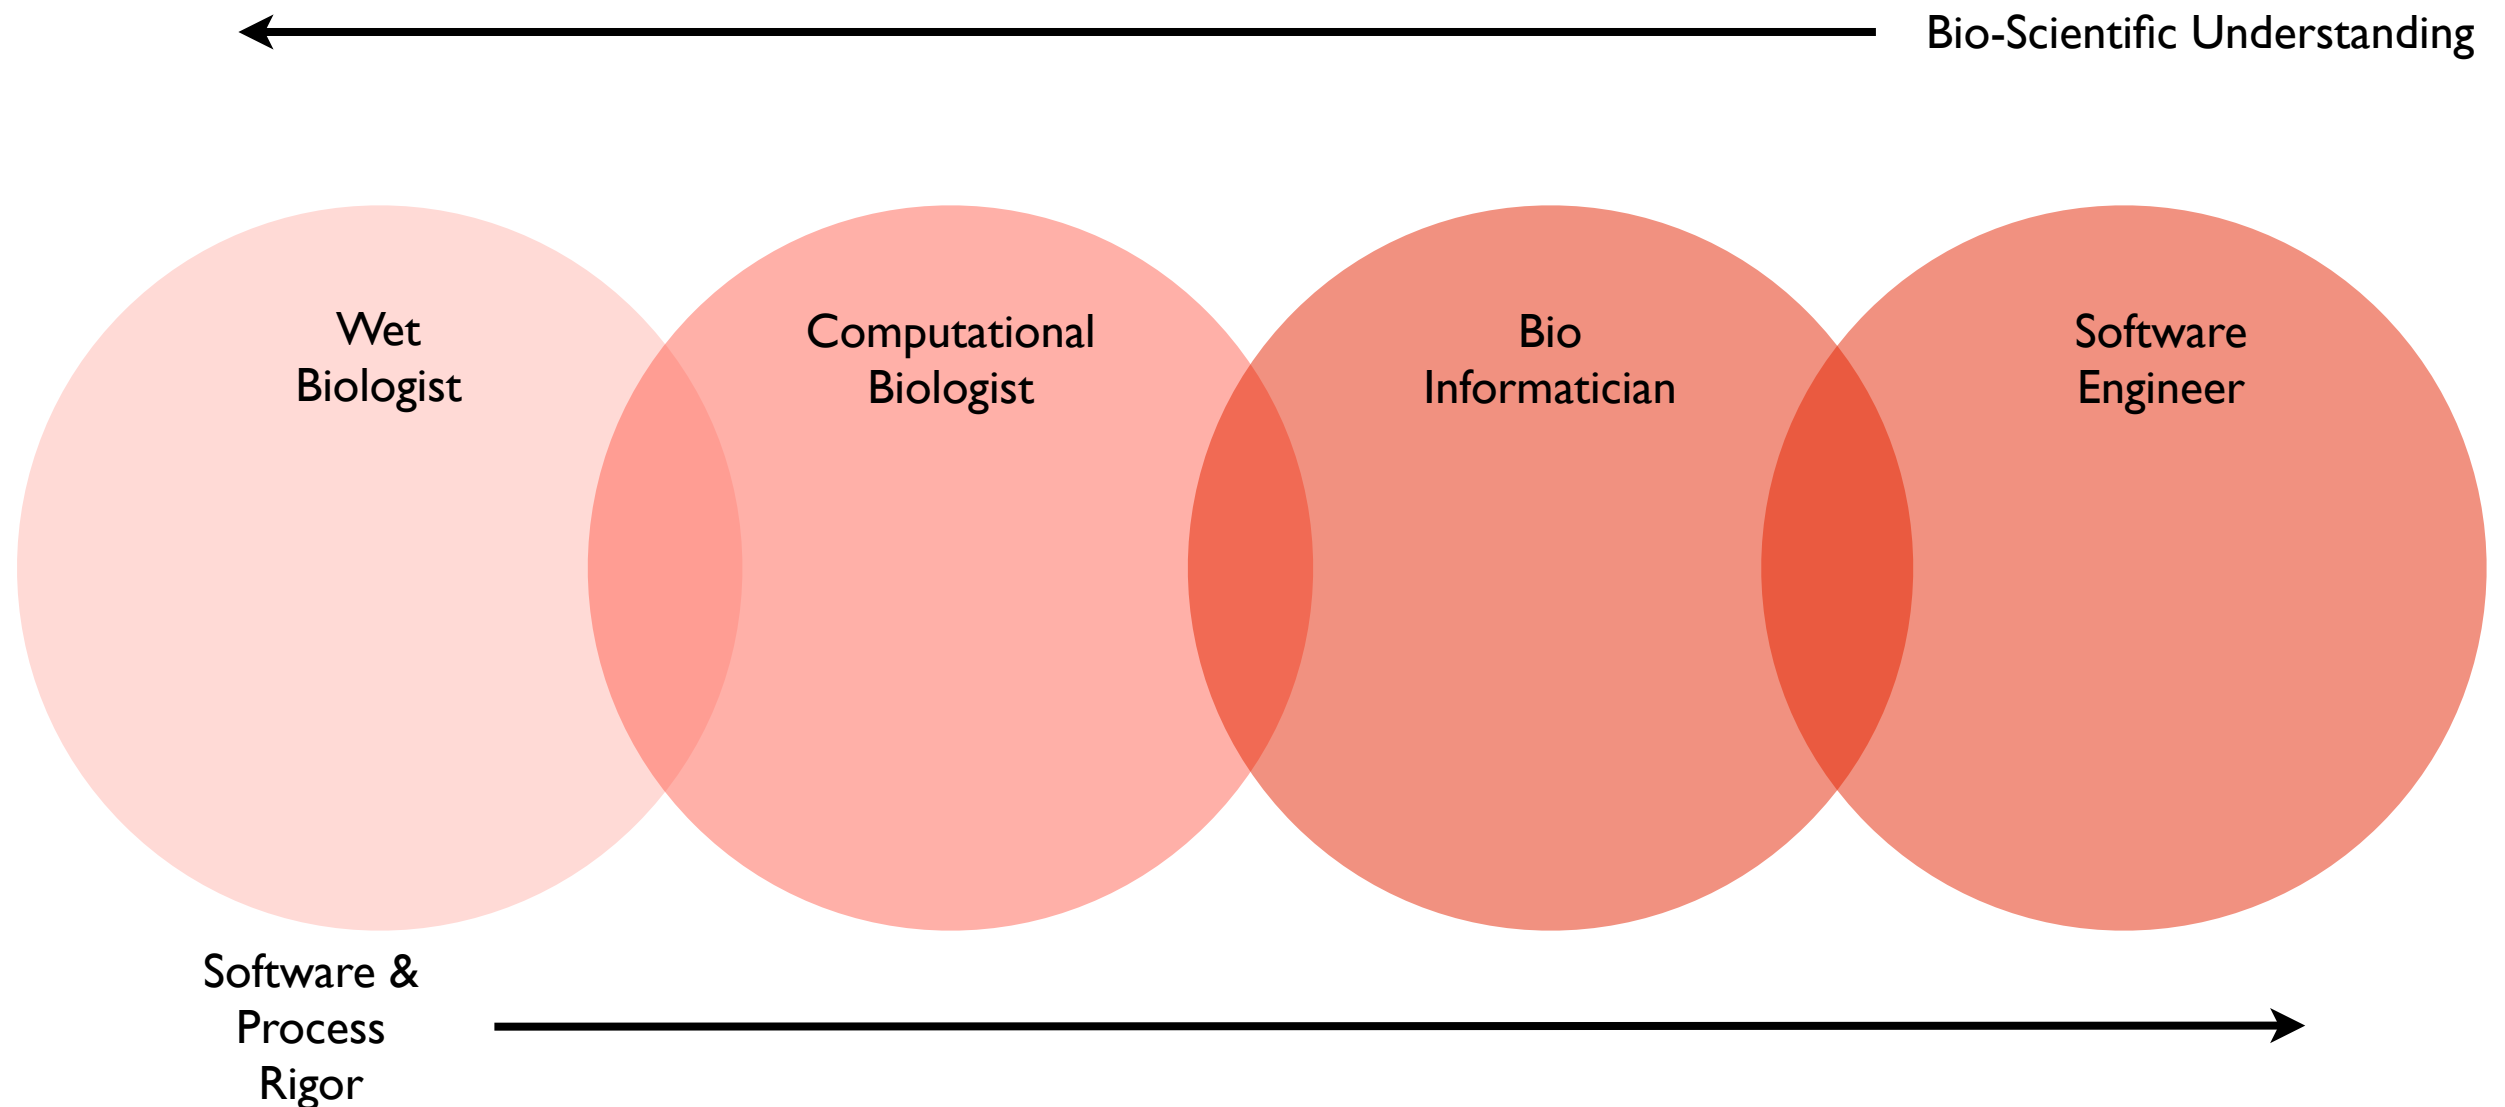 Bio-Scientific Understanding
Wet
Biologist
Computational
Biologist
Bio
Informatician
Software
Engineer
Software &
Process
Rigor